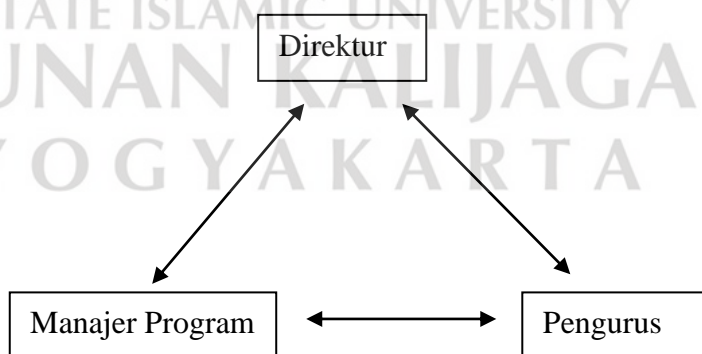 STATE ISLAMIC UNIVERSITY
Direktur
SUNAN KALIJAGA
YOGYAKARTA
Manajer Program
Pengurus